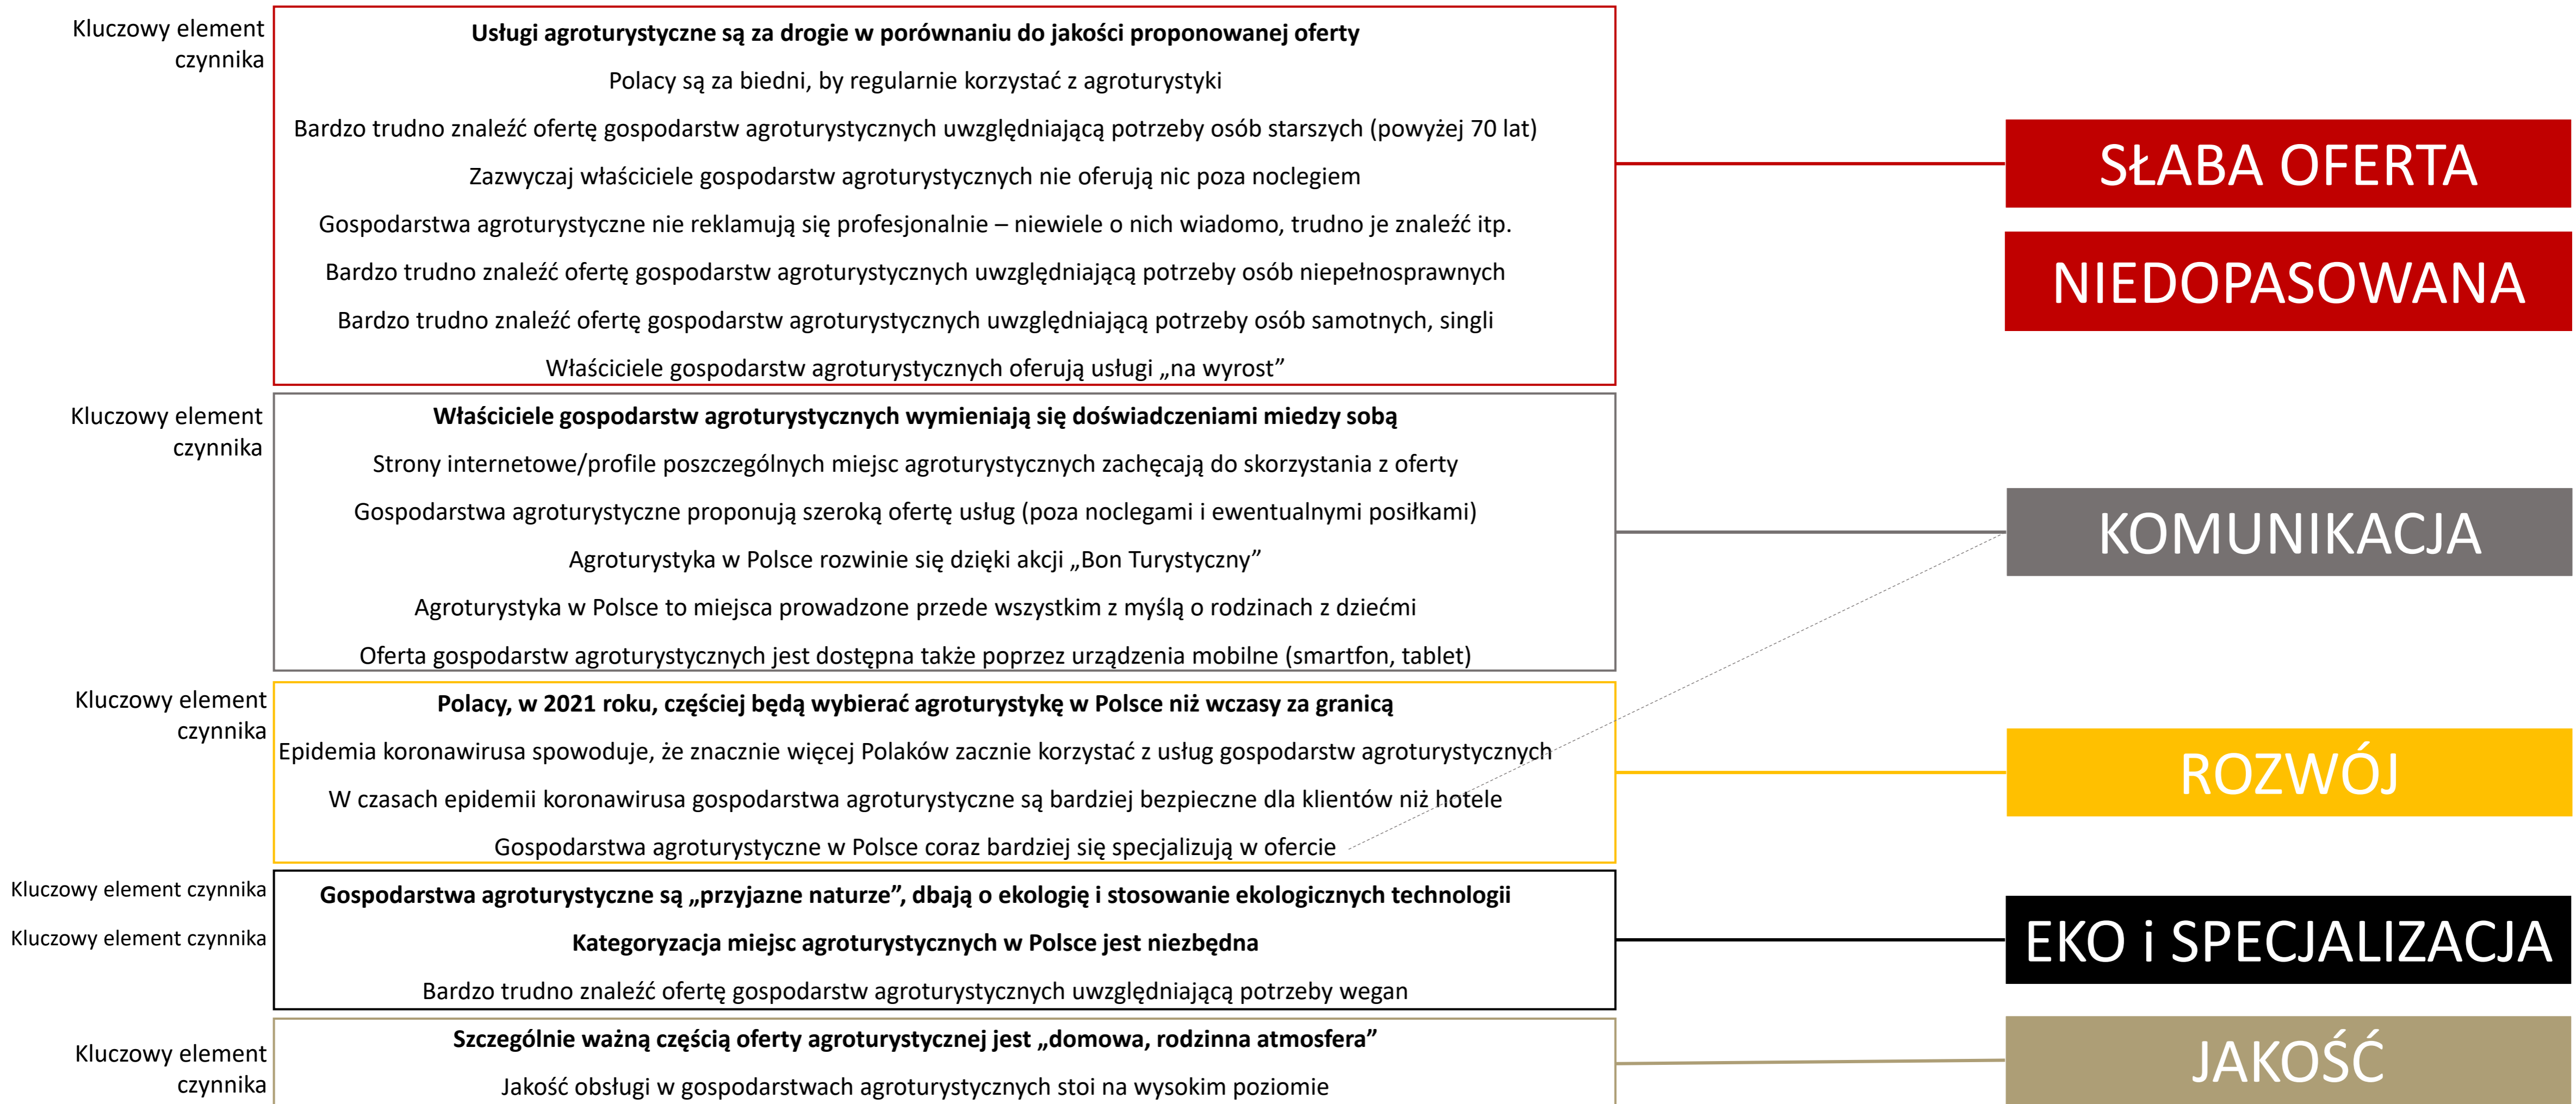 Kluczowy element
czynnika
Usługi agroturystyczne są za drogie w porównaniu do jakości proponowanej oferty
Polacy są za biedni, by regularnie korzystać z agroturystyki
Bardzo trudno znaleźć ofertę gospodarstw agroturystycznych uwzględniającą potrzeby osób starszych (powyżej 70 lat)
Zazwyczaj właściciele gospodarstw agroturystycznych nie oferują nic poza noclegiem
Gospodarstwa agroturystyczne nie reklamują się profesjonalnie – niewiele o nich wiadomo, trudno je znaleźć itp.
Bardzo trudno znaleźć ofertę gospodarstw agroturystycznych uwzględniającą potrzeby osób niepełnosprawnych
Bardzo trudno znaleźć ofertę gospodarstw agroturystycznych uwzględniającą potrzeby osób samotnych, singli
Właściciele gospodarstw agroturystycznych oferują usługi „na wyrost”
SŁABA OFERTA
NIEDOPASOWANA
Kluczowy element
czynnika
Właściciele gospodarstw agroturystycznych wymieniają się doświadczeniami miedzy sobą
Strony internetowe/profile poszczególnych miejsc agroturystycznych zachęcają do skorzystania z oferty
Gospodarstwa agroturystyczne proponują szeroką ofertę usług (poza noclegami i ewentualnymi posiłkami)
Agroturystyka w Polsce rozwinie się dzięki akcji „Bon Turystyczny”
Agroturystyka w Polsce to miejsca prowadzone przede wszystkim z myślą o rodzinach z dziećmi
Oferta gospodarstw agroturystycznych jest dostępna także poprzez urządzenia mobilne (smartfon, tablet)
KOMUNIKACJA
Kluczowy element
czynnika
Polacy, w 2021 roku, częściej będą wybierać agroturystykę w Polsce niż wczasy za granicą
Epidemia koronawirusa spowoduje, że znacznie więcej Polaków zacznie korzystać z usług gospodarstw agroturystycznych
W czasach epidemii koronawirusa gospodarstwa agroturystyczne są bardziej bezpieczne dla klientów niż hotele
Gospodarstwa agroturystyczne w Polsce coraz bardziej się specjalizują w ofercie
ROZWÓJ
Kluczowy element czynnika
Gospodarstwa agroturystyczne są „przyjazne naturze”, dbają o ekologię i stosowanie ekologicznych technologii
Kluczowy element czynnika
Kategoryzacja miejsc agroturystycznych w Polsce jest niezbędna
Bardzo trudno znaleźć ofertę gospodarstw agroturystycznych uwzględniającą potrzeby wegan
EKO i SPECJALIZACJA
Kluczowy element
czynnika
Szczególnie ważną częścią oferty agroturystycznej jest „domowa, rodzinna atmosfera”
Jakość obsługi w gospodarstwach agroturystycznych stoi na wysokim poziomie
JAKOŚĆ